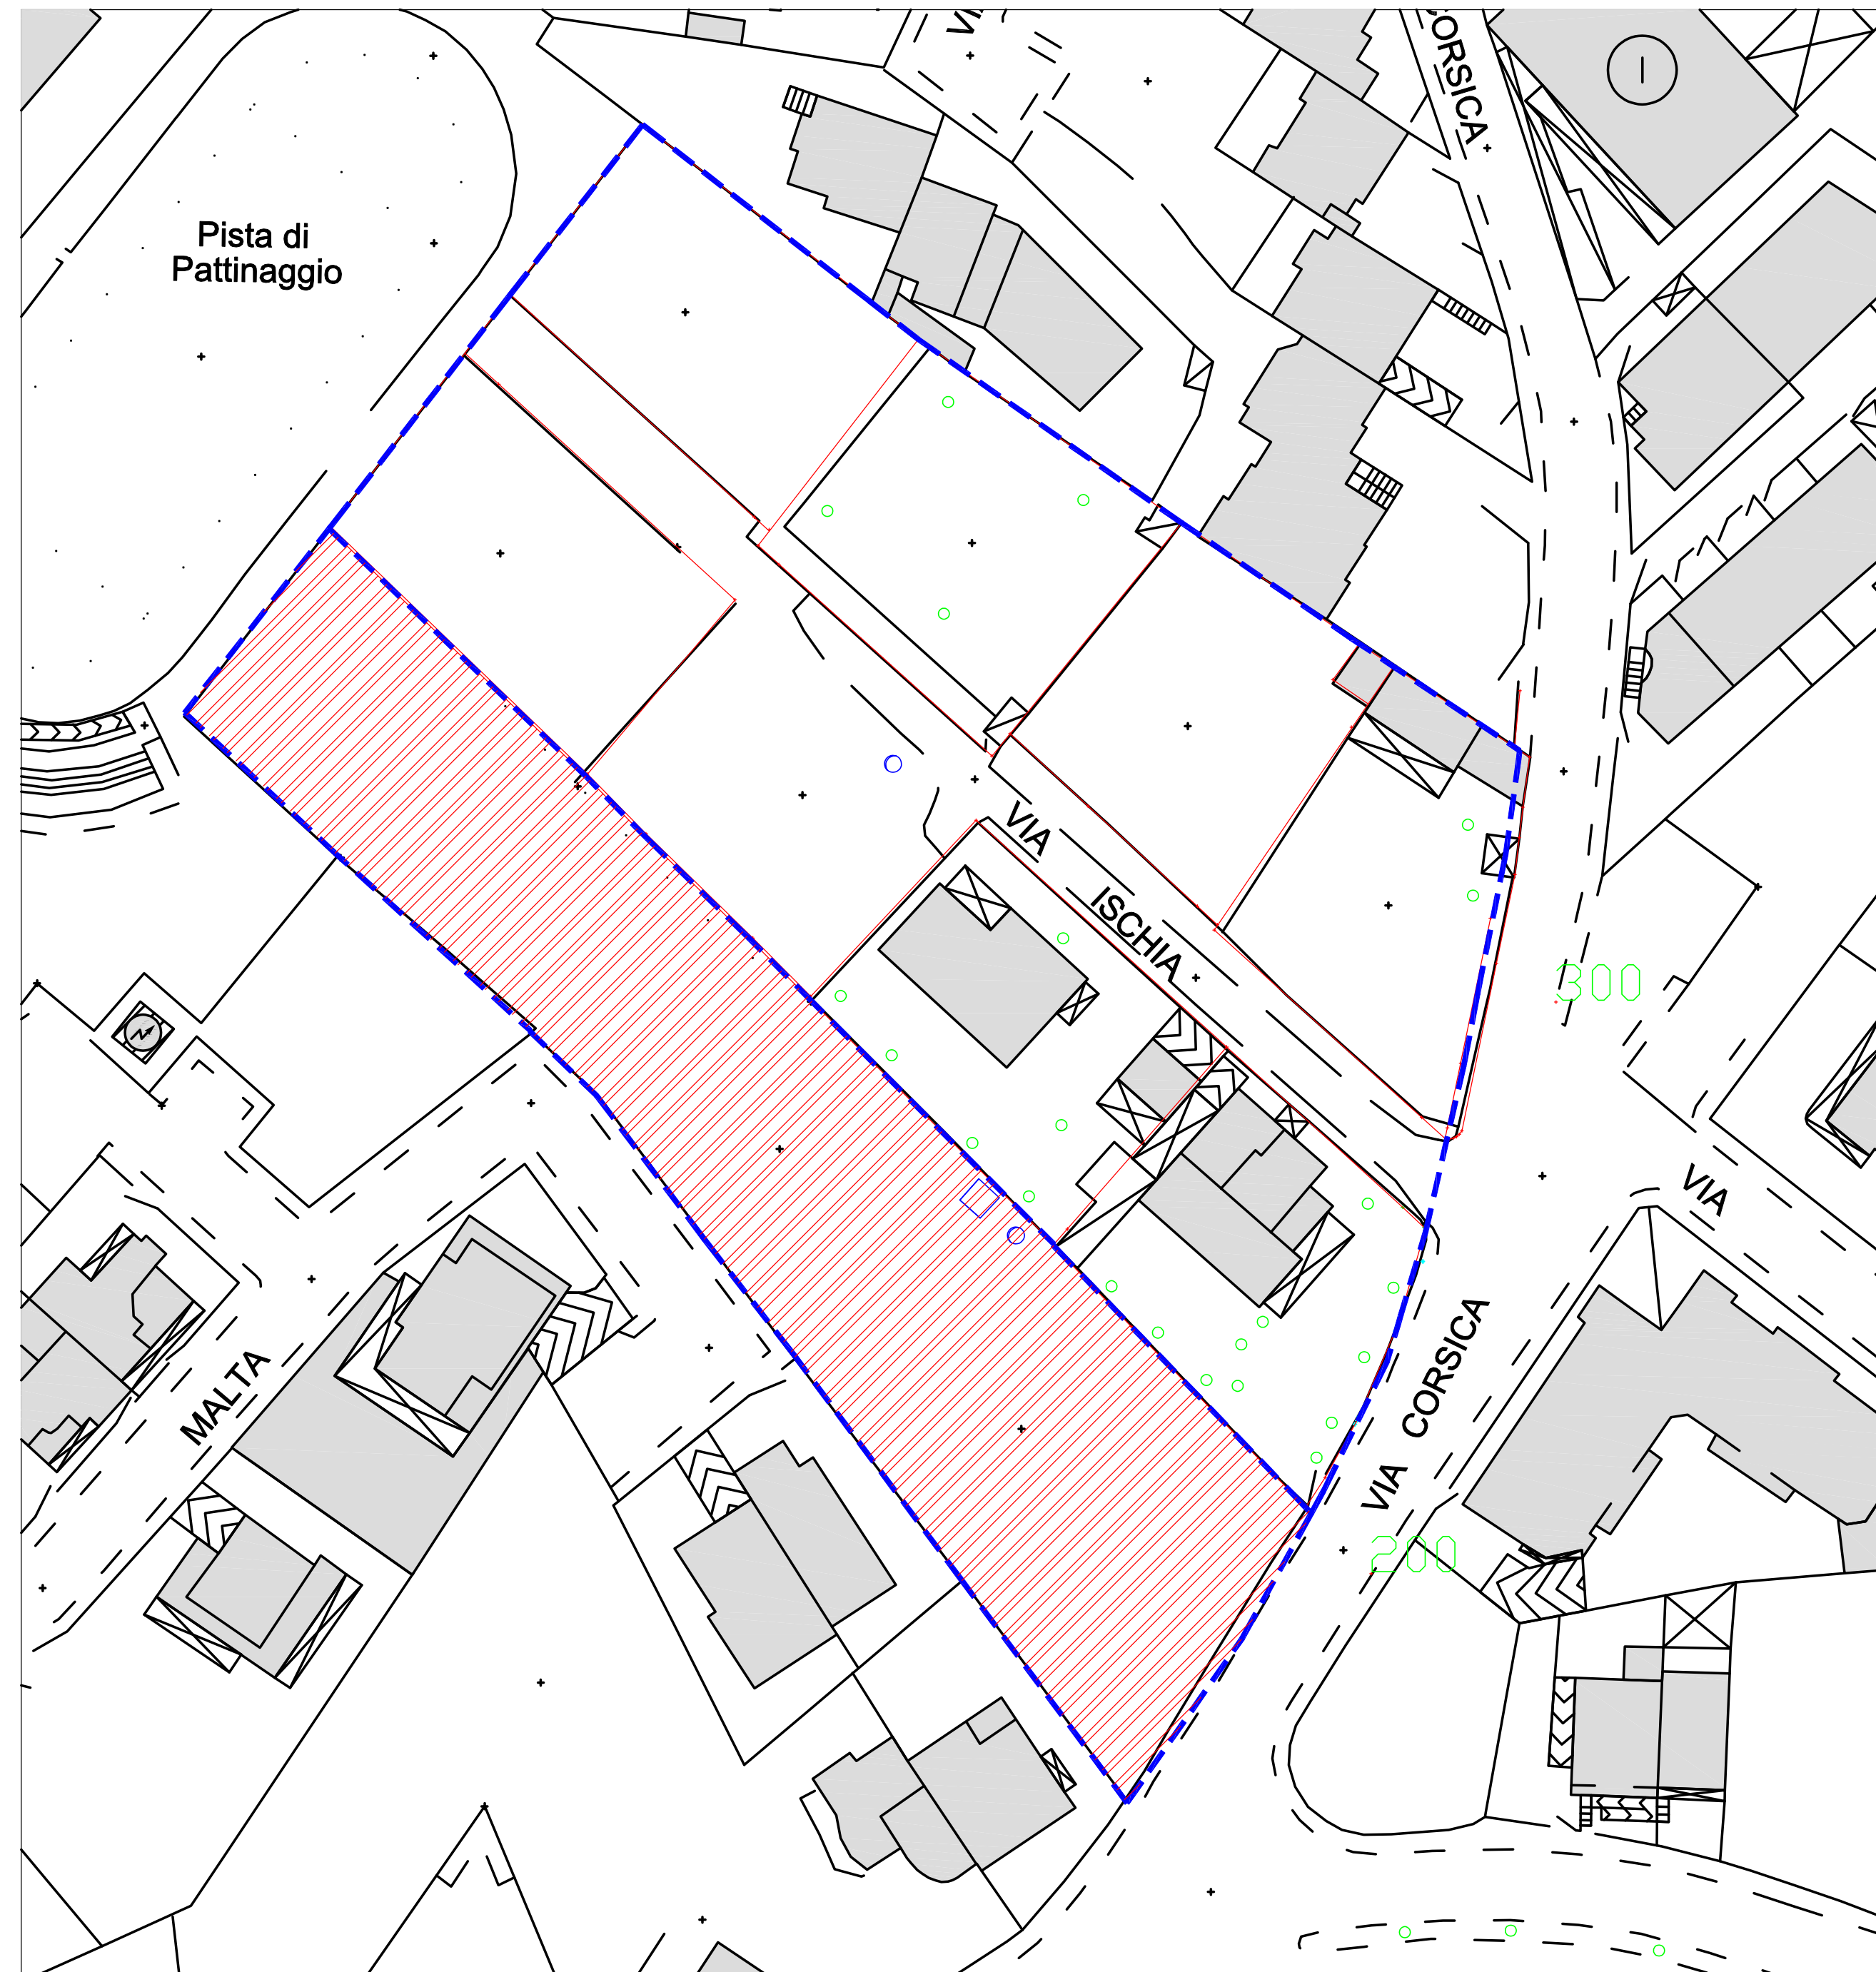 CORSICA
Pista di
Pattinaggio
VIA
ISCHIA
300
VIA
VIA CORSICA
MALTA
200